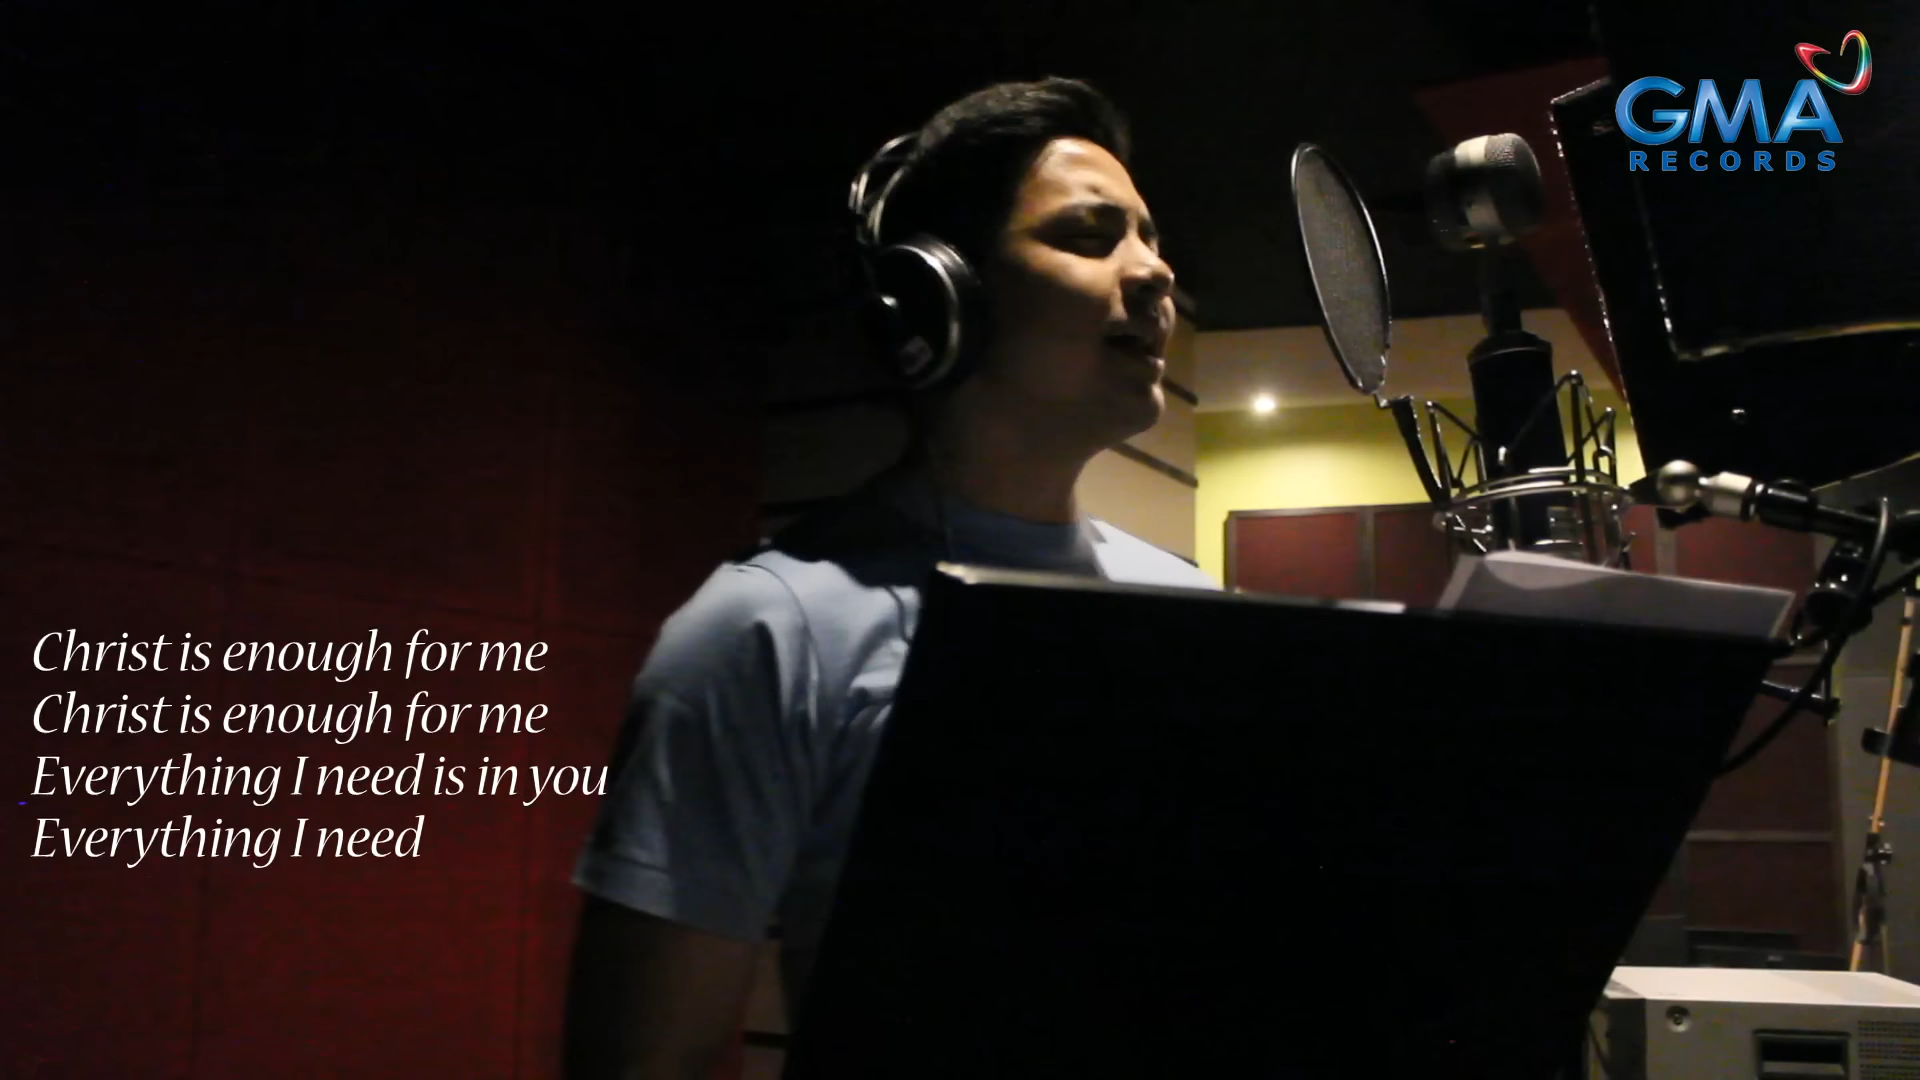 GMA
RECORDS
Christ is enough for me
Christ is enough for me
Everything I need is in you
Everything I need